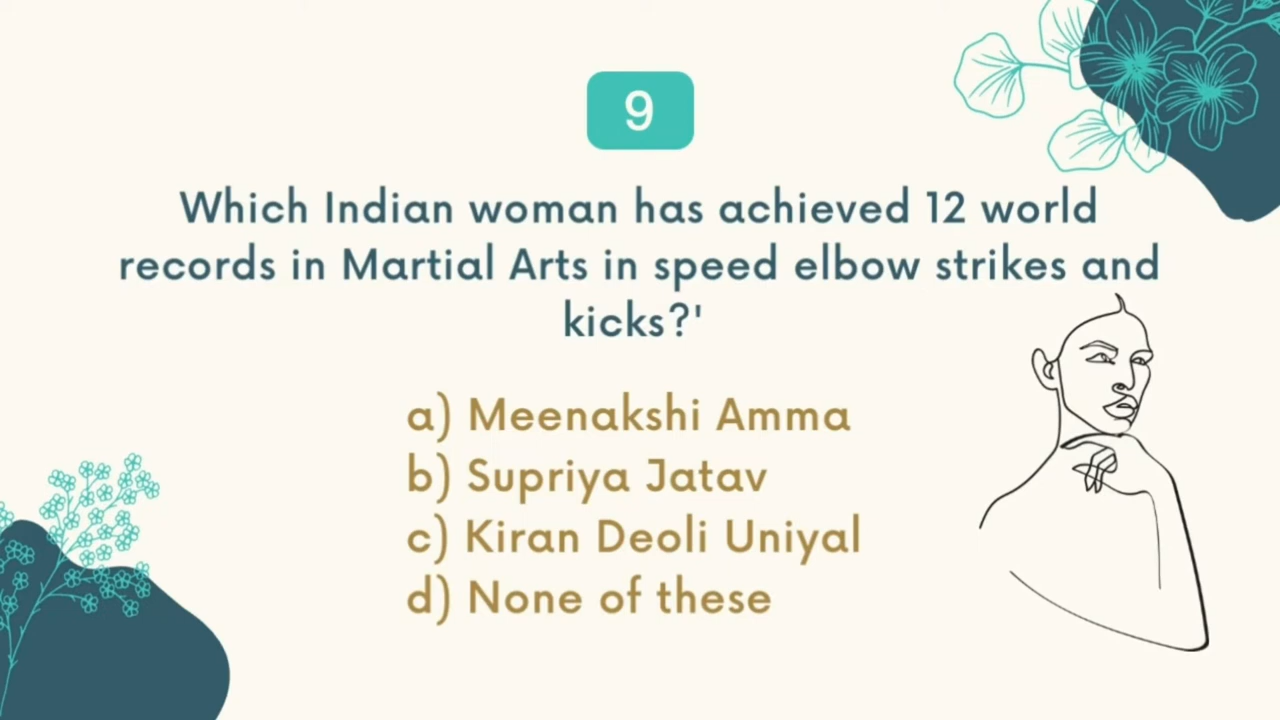 9
Which Indian woman has achieved 12 world
records in Martial Arts in speed elbow strikes and
kicks?'
a) Meenakshi Amma
b) Supriya Jatav
c) Kiran Deoli Uniyal
d) None of these